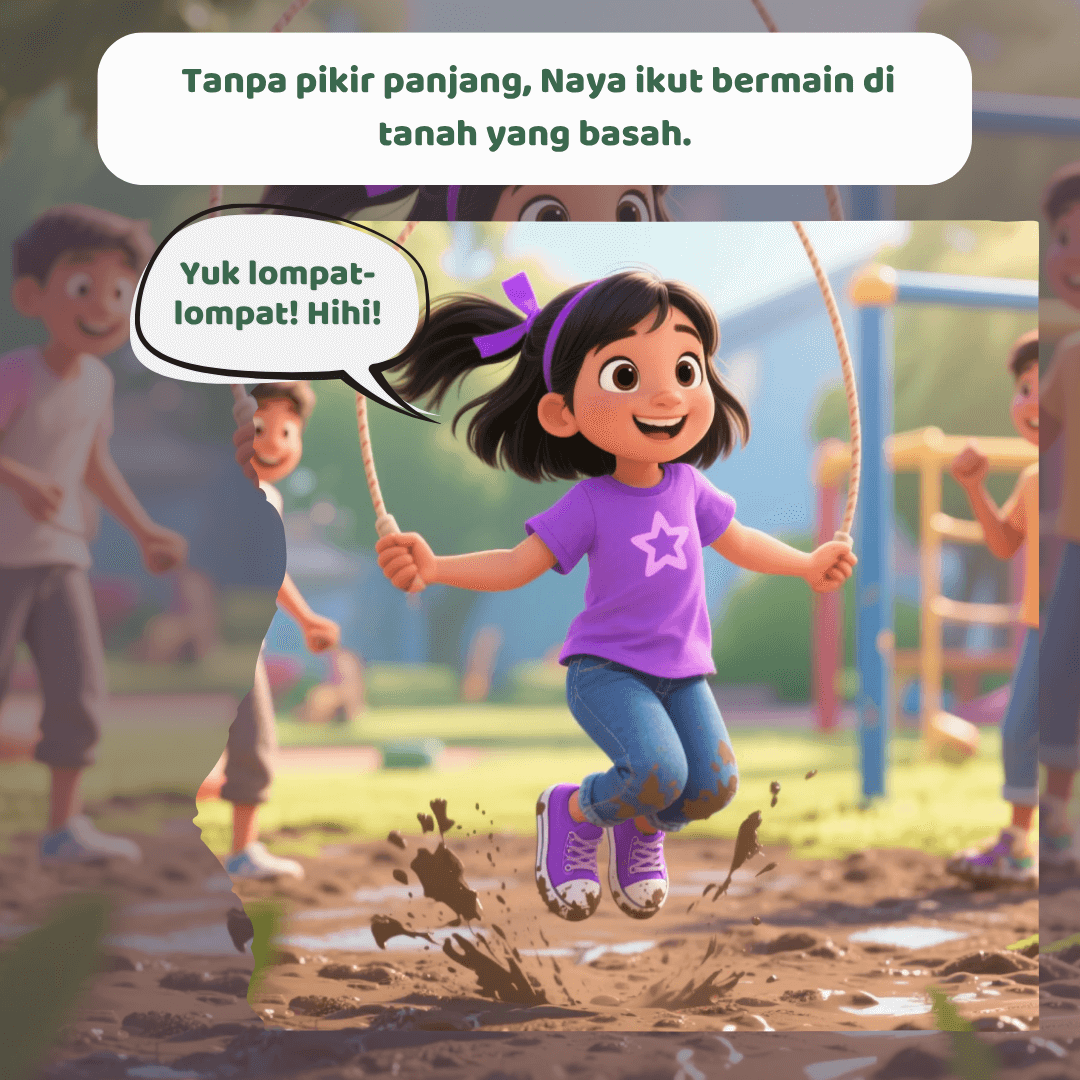 Tanpa pikir panjang, Naya ikut bermain di
tanah yang basah.
Yuk lompat-
lompat! Hihi!